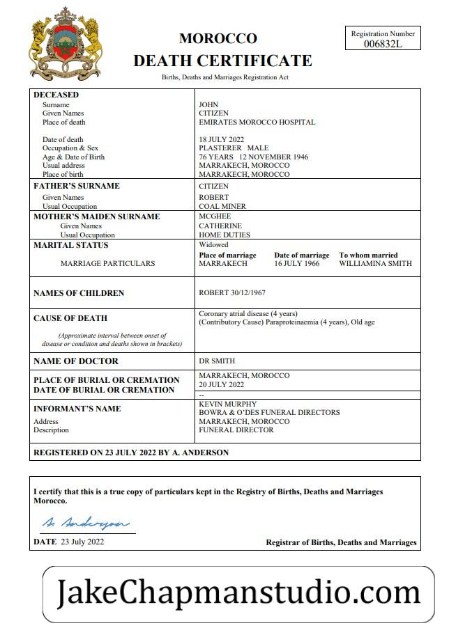 MOROCCO
DEATH CERTIFICATE
Births, Deaths and Marriages Registration Act
Registration Number
006832L
DECEASED
Surname JOHN
Given Names CITIZEN
Place of death EMIRATES MOROCCO HOSPITAL
Date of death 18 JULY 2022
Occupation & Sex PLASTERER MALE
Age & Date of Birth 76 YEARS 12 NOVEMBER 1946
Usual address MARRAKECH, MOROCCO
Place of birth MARRAKECH, MOROCCO
FATHER'S SURNAME CITIZEN
Given Names ROBERT
Usual Occupation COAL MINER
MOTHER'S MAIDEN SURNAME MCGHEE
Given Names CATHERINE
Usual Occupation HOME DUTIES
MARITAL STATUS Widowed
Place of marriage Date of marriage To whom married
MARRIAGE PARTICULARS MARRAKECH 16 JULY 1966 WILLIAMINA SMITH
NAMES OF CHILDREN ROBERT 30/12/1967
CAUSE OF DEATH Coronary atrial disease (4 years)
(Contributory Cause) Paraproteinaemia (4 years), Old age
(Approximate interval between onset of
disease or condition and deaths shown in brackets)
NAME OF DOCTOR DR SMITH
PLACE OF BURIAL OR CREMATION MARRAKECH, MOROCCO
DATE OF BURIAL OR CREMATION 20 JULY 2022
--
INFORMANT'S NAME KEVIN MURPHY
BOWRA & O'DES FUNERAL DIRECTORS
Address MARRAKECH, MOROCCO
Description FUNERAL DIRECTOR
REGISTERED ON 23 JULY 2022 BY A. ANDERSON
I certify that this is a true copy of particulars kept in the Registry of Births, Deaths and Marriages
Morocco.
A. Anderson
DATE 23 July 2022 Registrar of Births, Deaths and Marriages
JakeChapmanstudio.com